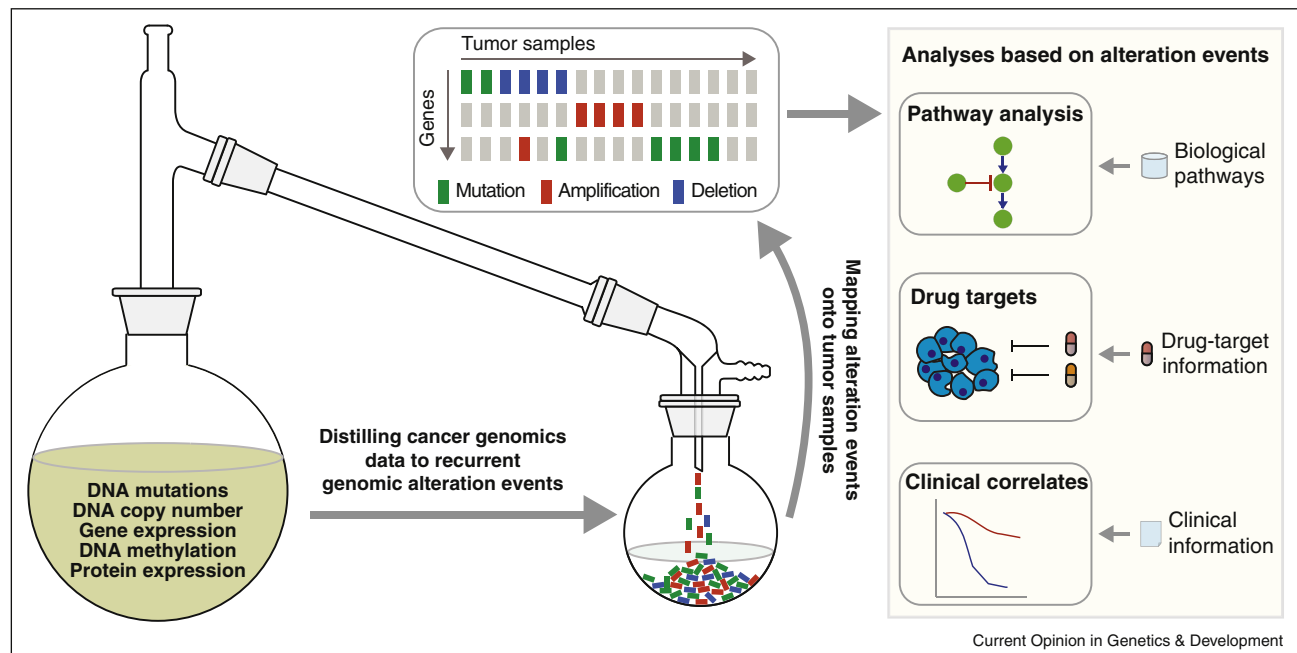 Tumor samples
Genes
Mutation
Amplification
Deletion
Analyses based on alteration events
Pathway analysis
Biological
pathways
Drug targets
Drug-target
information
Clinical correlates
Clinical
information
Mapping alteration events
onto tumor samples
Distilling cancer genomics
data to recurrent
genomic alteration events
DNA mutations
DNA copy number
Gene expression
DNA methylation
Protein expression
Current Opinion in Genetics & Development